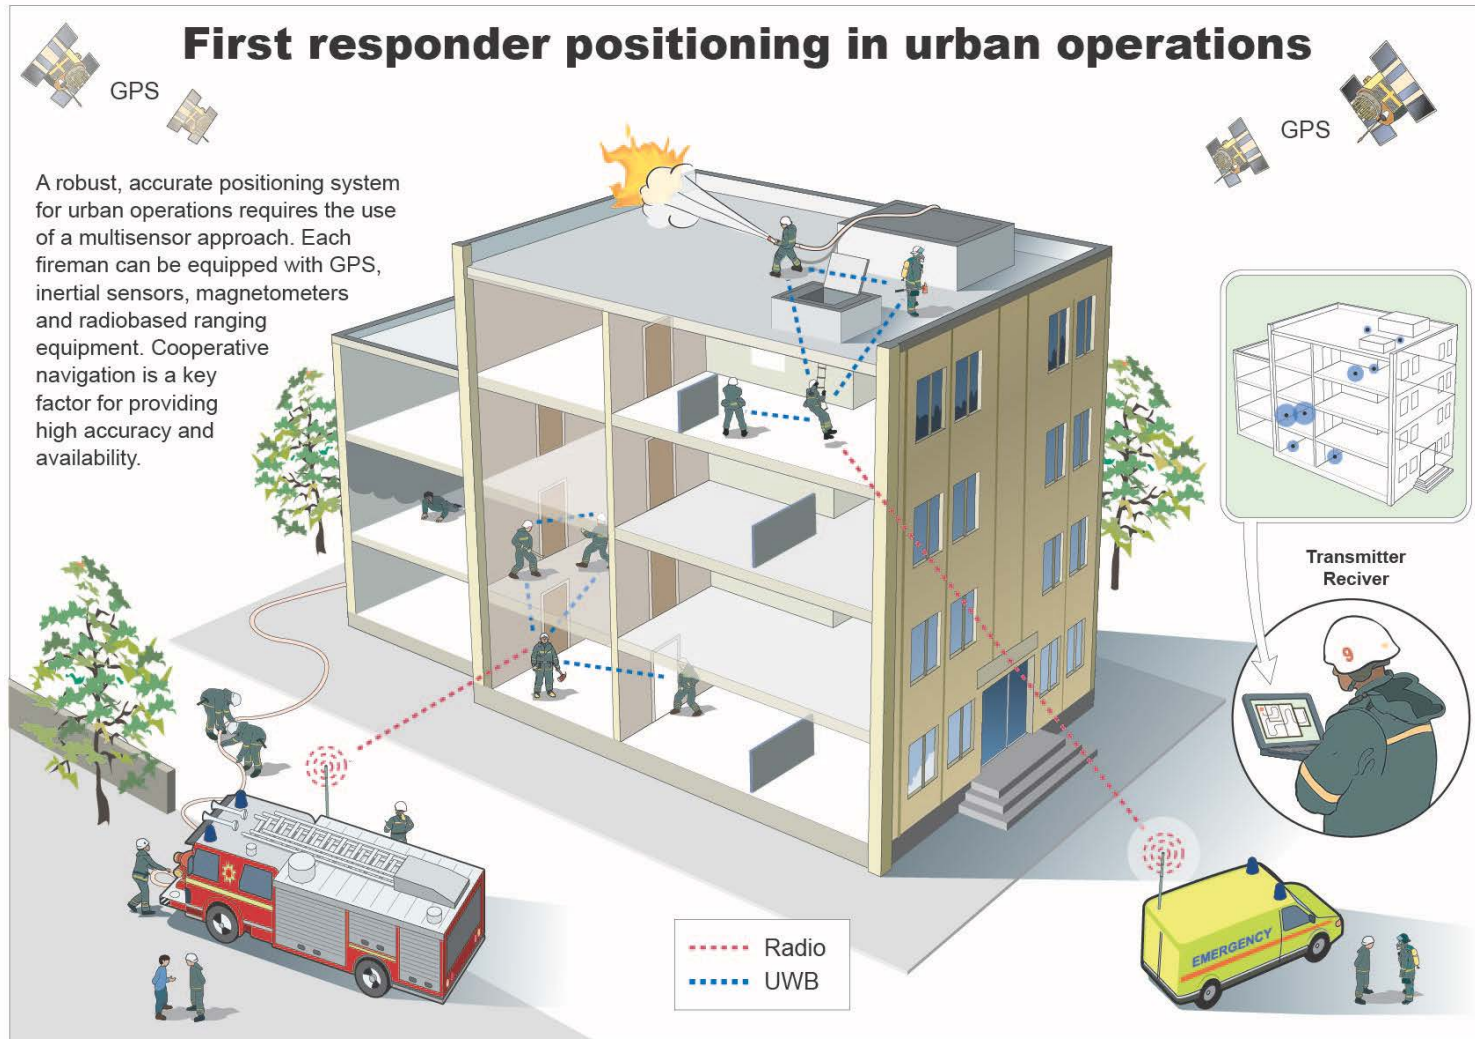 First responder positioning in urban operations
GPS
GPS
A robust, accurate positioning system
for urban operations requires the use
of a multisensor approach. Each
fireman can be equipped with GPS,
inertial sensors, magnetometers
and radiobased ranging
equipment. Cooperative
navigation is a key
factor for providing
high accuracy and
availability.
Transmitter
Reciver
9
EMERGENCY
Radio
UWB